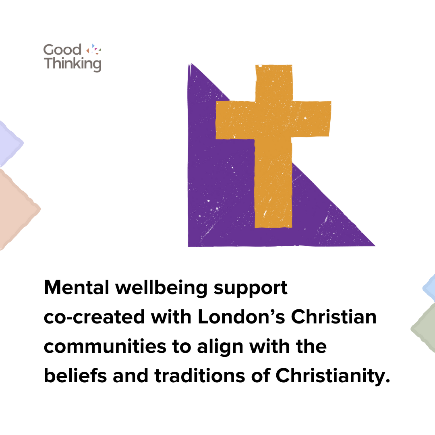 Good
Thinking
Mental wellbeing support
co-created with London's Christian
communities to align with the
beliefs and traditions of Christianity.